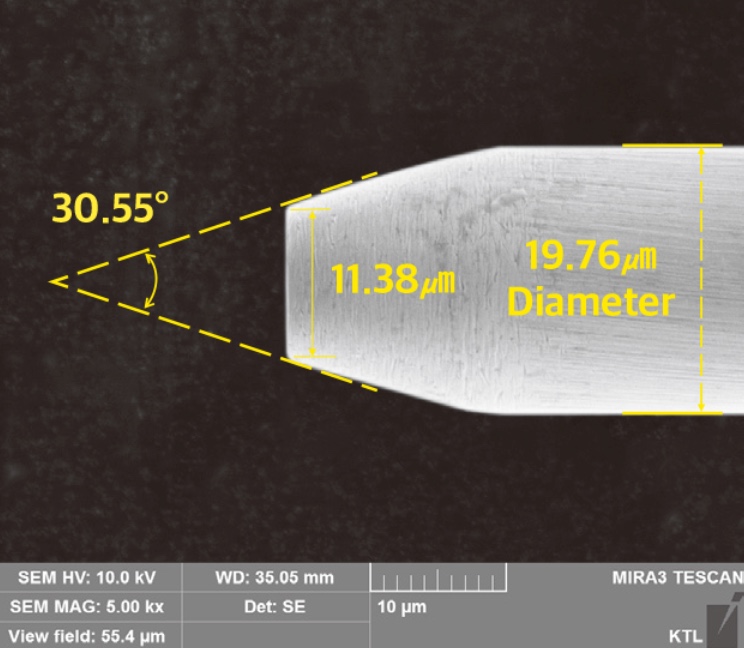 30.55°
11.38㎛
19.76㎛
Diameter
SEM HV: 10.0 kV
WD: 35.05 mm
MIRA3 TESCAN
SEM MAG: 5.00 kx
Det: SE
10 µm
View field: 55.4 µm
KTL